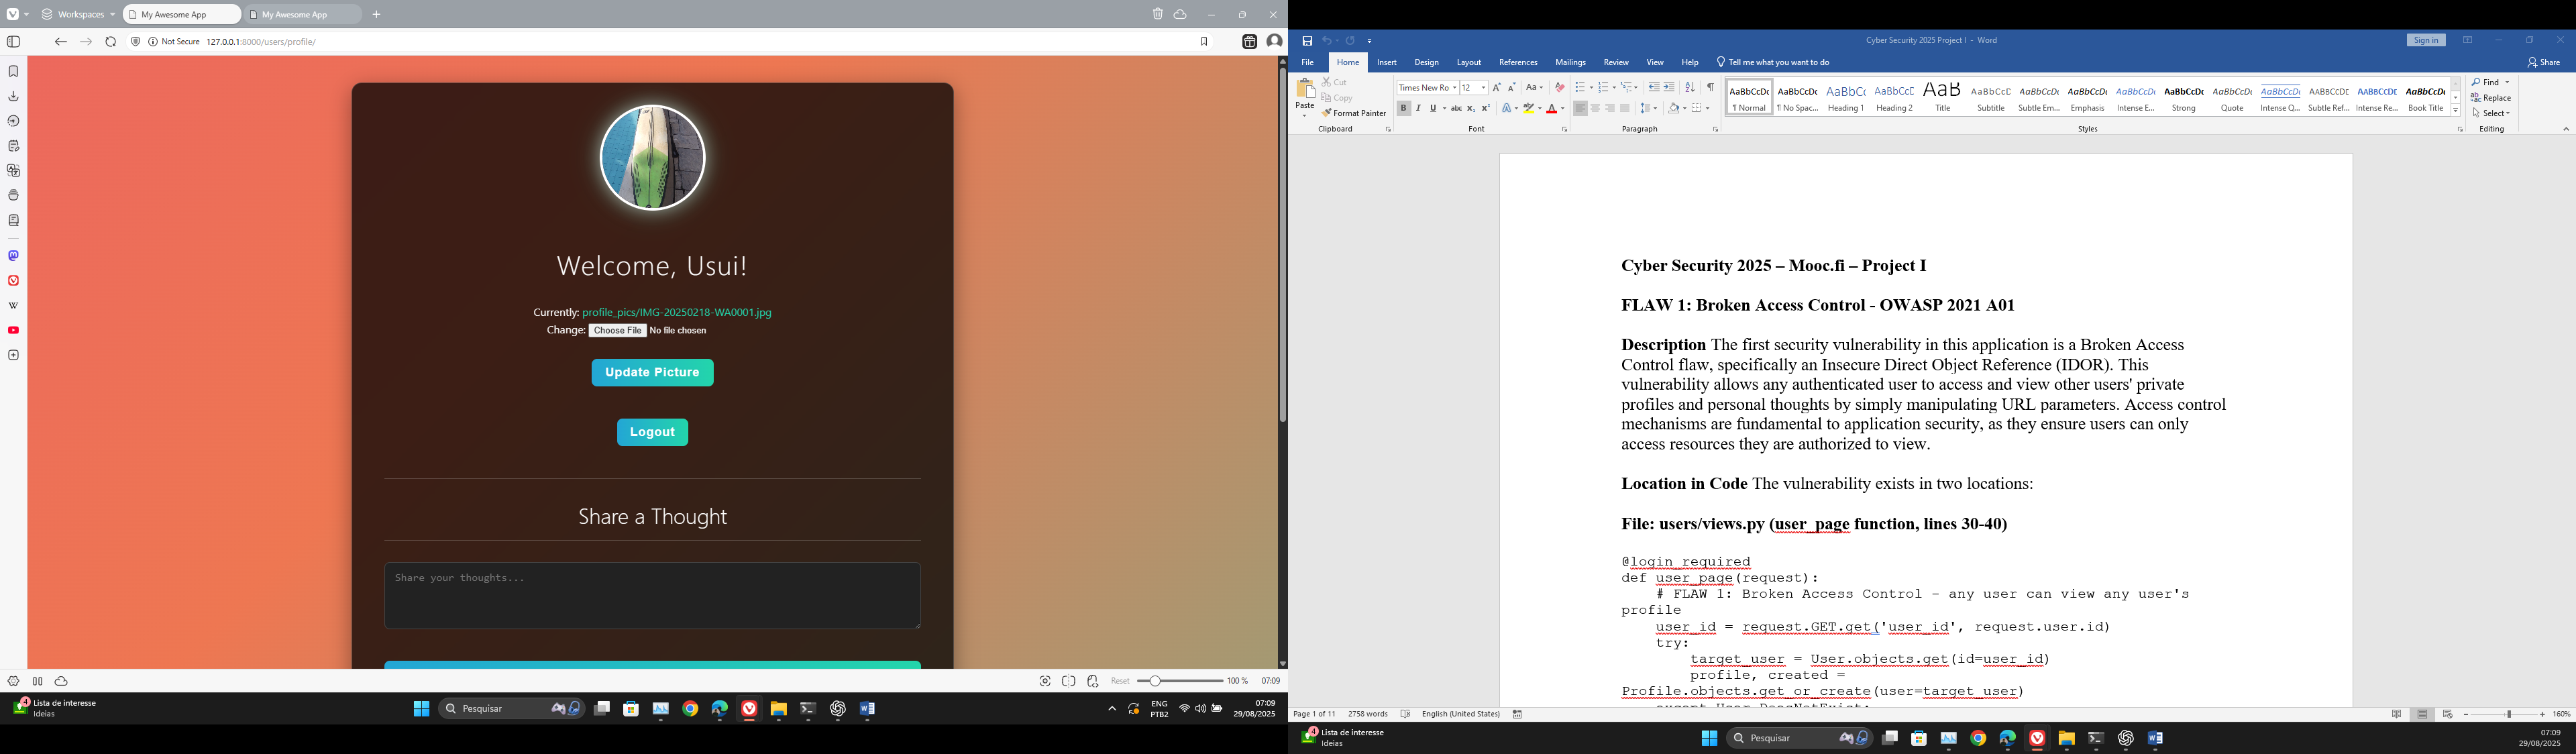 Workspaces
My Awesome App
My Awesome App
Not Secure 127.0.0.1:8000/users/profile/
Welcome, Usui!
Currently: profile_pics/IMG-20250218-WA0001.jpg
Change: Choose File No file chosen
Update Picture
Logout
Share a Thought
Share your thoughts...
Reset 100 % 07:09
4 Lista de interesse
Ideias
Pesquisar
ENG
PTB2
07:09
29/08/2025
Cyber Security 2025 Project I - Word
Sign in
File Home Insert Design Layout References Mailings Review View Help Tell me what you want to do Share
Paste
Cut
Copy
Format Painter
Clipboard
Times New Ro 12
Aa
B I U abc x₂ x²
Font
Paragraph
AaBbCcDc AaBbCcDc AaBbCc AaBbCcE AaB AaBbCcD AaBbCcDc AaBbCcDc AaBbCcDc AaBbCcDc AaBbCcDc AaBbCcDc AABBCCDC AABBCCDC AaBbCcDc
¶ Normal ¶ No Spac... Heading 1 Heading 2 Title Subtitle Subtle Em... Emphasis Intense E... Strong Quote Intense Q... Subtle Ref... Intense Re... Book Title
Styles
Find
Replace
Select
Editing
Cyber Security 2025 – Mooc.fi – Project I
FLAW 1: Broken Access Control - OWASP 2021 A01
Description The first security vulnerability in this application is a Broken Access
Control flaw, specifically an Insecure Direct Object Reference (IDOR). This
vulnerability allows any authenticated user to access and view other users' private
profiles and personal thoughts by simply manipulating URL parameters. Access control
mechanisms are fundamental to application security, as they ensure users can only
access resources they are authorized to view.
Location in Code The vulnerability exists in two locations:
File: users/views.py (user_page function, lines 30-40)
@login_required
def user_page(request):
# FLAW 1: Broken Access Control - any user can view any user's
profile
user_id = request.GET.get('user_id', request.user.id)
try:
target_user = User.objects.get(id=user_id)
profile, created =
Profile.objects.get_or_create(user=target_user)
except User.DoesNotExist:
Page 1 of 11 2758 words English (United States) 160%
4 Lista de interesse
Ideias
Pesquisar
07:09
29/08/2025